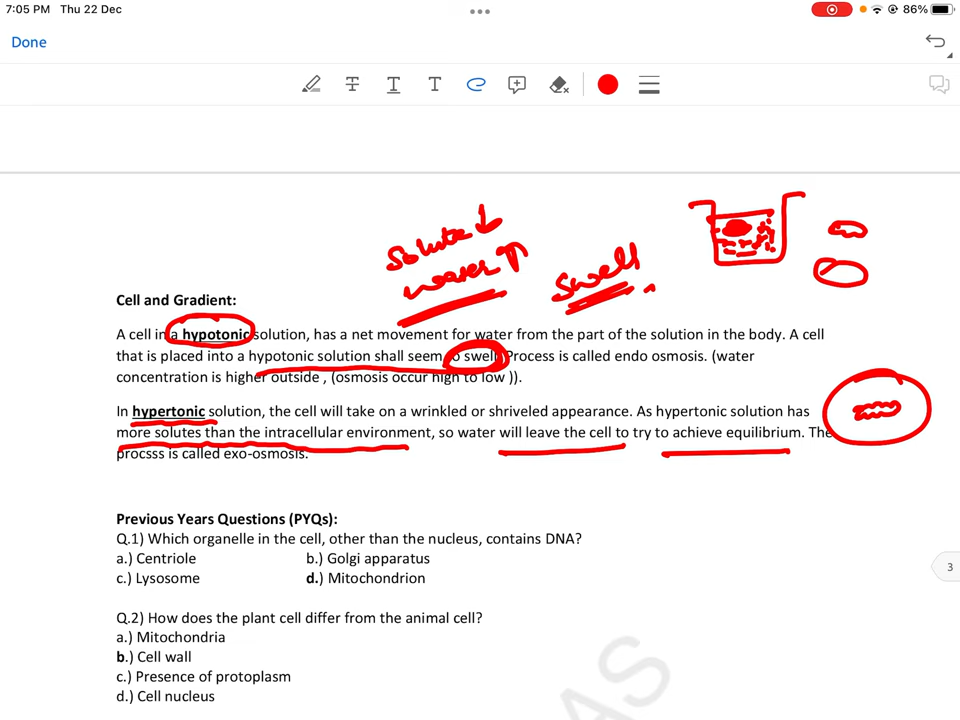 7:05 PM Thu 22 Dec
86%
Done
T T T
Solute ↓
water ↑
Swell
Cell and Gradient:
A cell in a hypotonic solution, has a net movement for water from the part of the solution in the body. A cell
that is placed into a hypotonic solution shall seem to swell. Process is called endo osmosis. (water
concentration is higher outside , (osmosis occur high to low )).
In hypertonic solution, the cell will take on a wrinkled or shriveled appearance. As hypertonic solution has
more solutes than the intracellular environment, so water will leave the cell to try to achieve equilibrium. The
procsss is called exo-osmosis.
Previous Years Questions (PYQs):
Q.1) Which organelle in the cell, other than the nucleus, contains DNA?
a.) Centriole b.) Golgi apparatus
c.) Lysosome d.) Mitochondrion
3
Q.2) How does the plant cell differ from the animal cell?
a.) Mitochondria
b.) Cell wall
c.) Presence of protoplasm
d.) Cell nucleus
AS